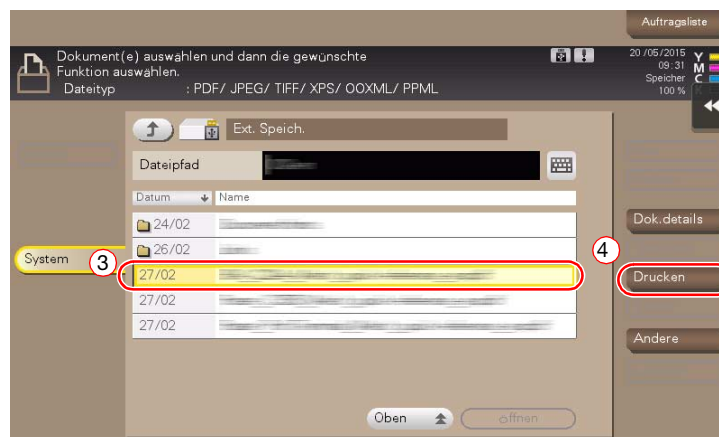 Auftragsliste
Dokument(e) auswählen und dann die gewünschte
Funktion auswählen.
Dateityp : PDF/ JPEG/ TIFF/ XPS/ OOXML/ PPML
20 /05/2015
09:31
Speicher
100 %
Y
M
C
K
Ext. Speich.
Dateipfad
Datum Name
24/02
26/02
27/02
27/02
27/02
System
3
4
Dok.details
Drucken
Andere
Oben
öffnen